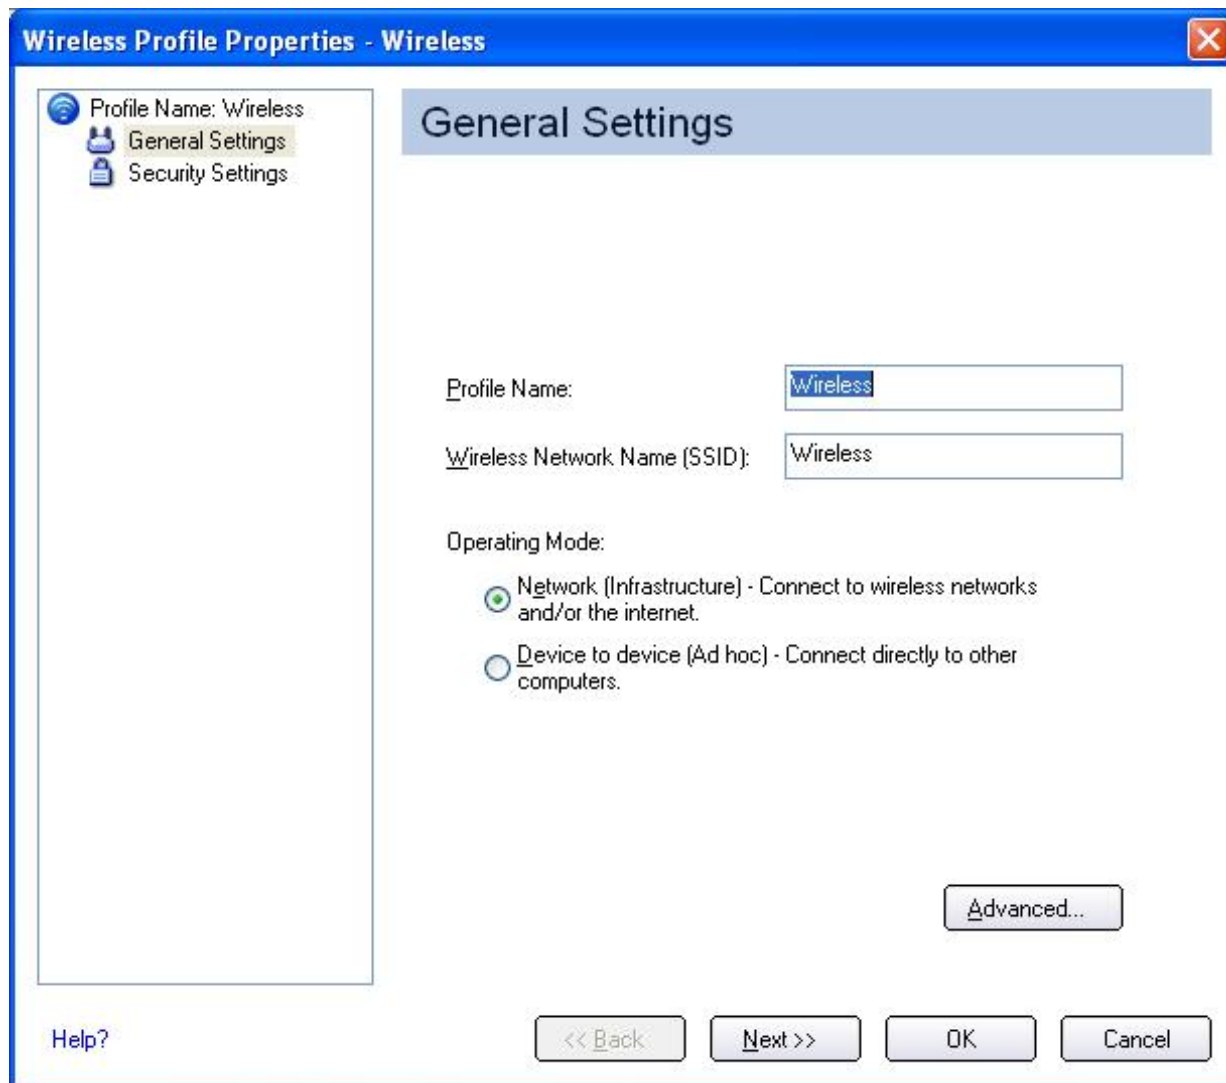 Wireless Profile Properties - Wireless
Profile Name: Wireless
General Settings
Security Settings
General Settings
Profile Name:
Wireless
Wireless Network Name (SSID):
Wireless
Operating Mode:
Network (Infrastructure) - Connect to wireless networks
and/or the internet.
Device to device (Ad hoc) - Connect directly to other
computers.
Advanced...
Help?
<< Back
Next >>
OK
Cancel